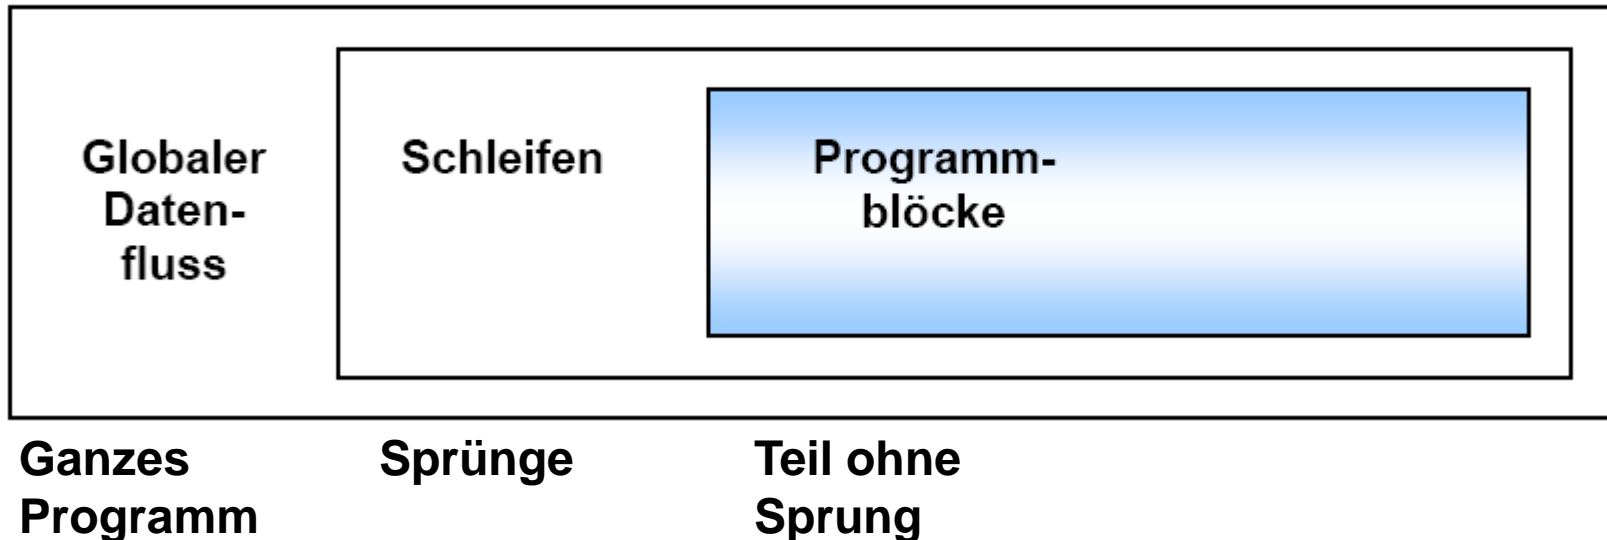 Globaler
Daten-
fluss
Schleifen
Programm-
blöcke
Ganzes
Programm
Sprünge
Teil ohne
Sprung